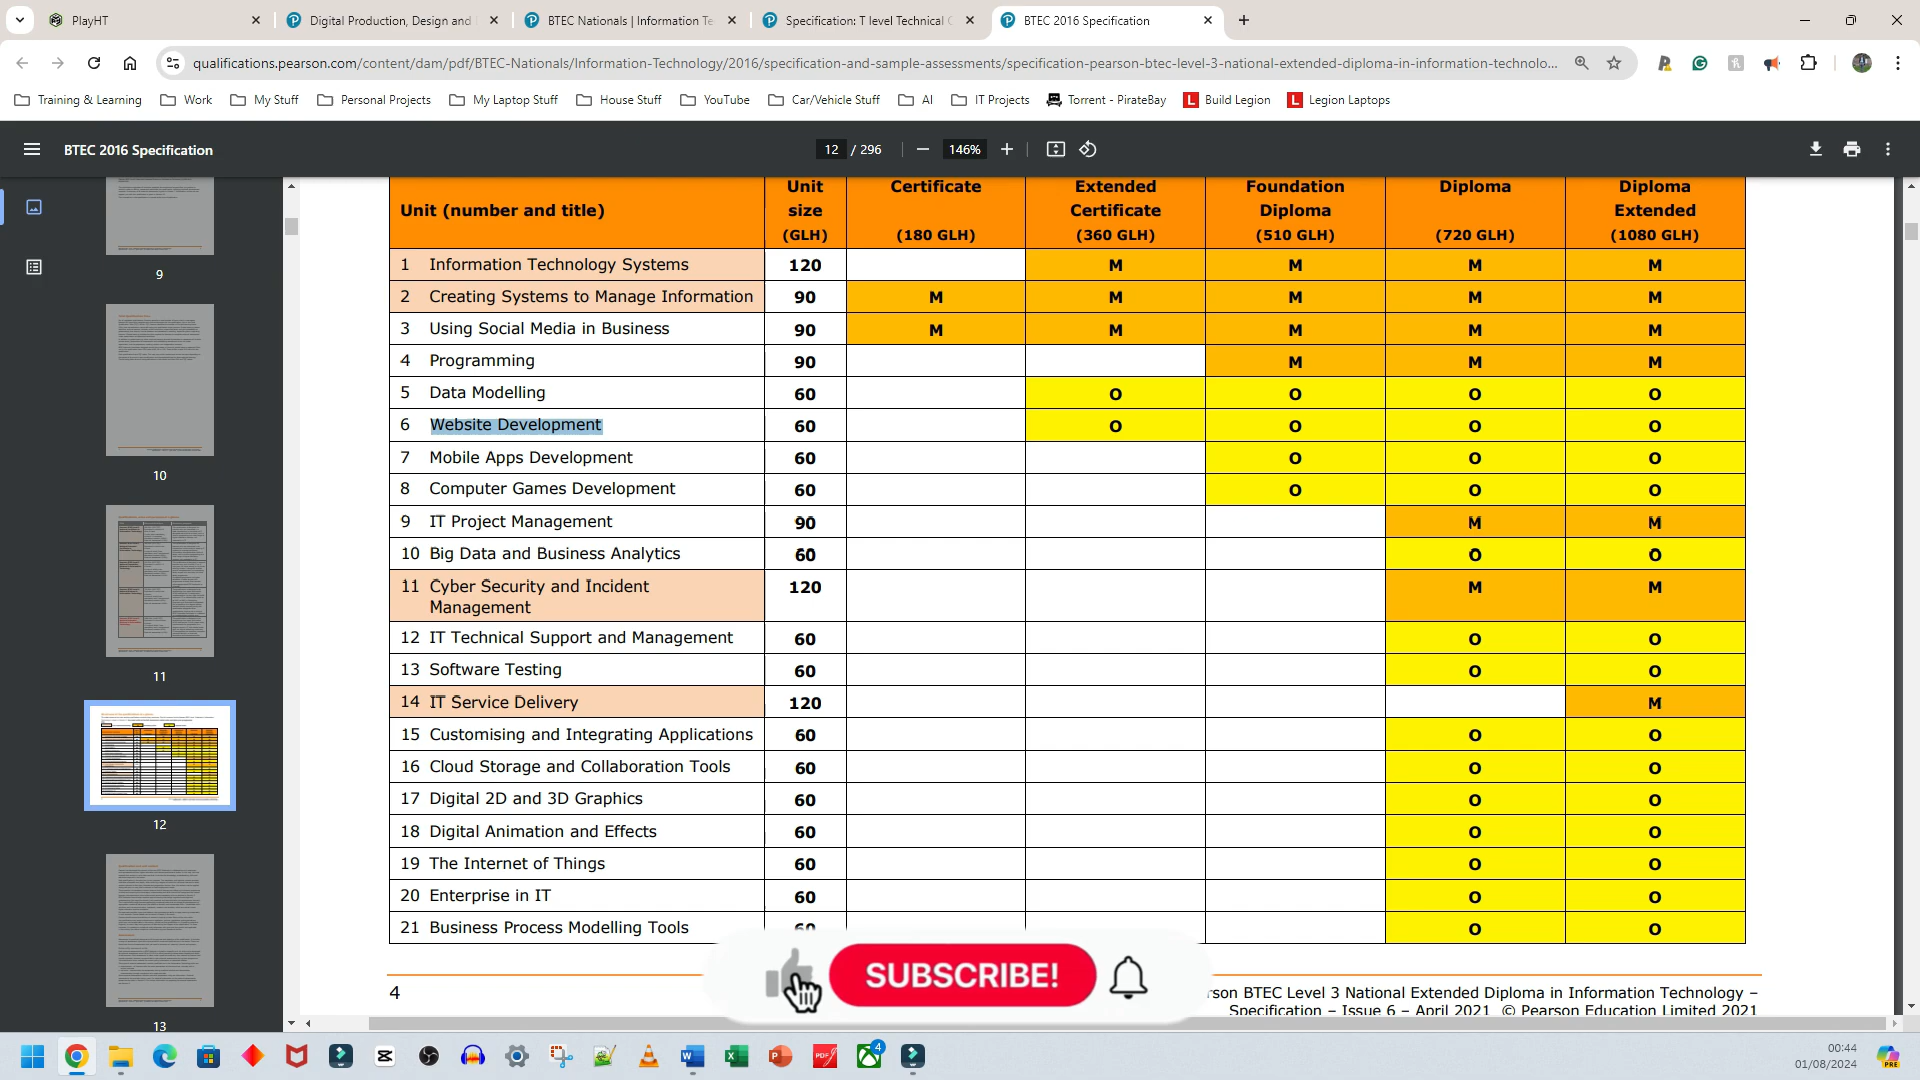 PlayHT
Digital Production, Design and
BTEC Nationals | Information Te
Specification: T level Technical
BTEC 2016 Specification
qualifications.pearson.com/content/dam/pdf/BTEC-Nationals/Information-Technology/2016/specification-and-sample-assessments/specification-pearson-btec-level-3-national-extended-diploma-in-information-technolo...
Training & Learning Work My Stuff Personal Projects My Laptop Stuff House Stuff YouTube Car/Vehicle Stuff AI IT Projects Torrent - PirateBay L Build Legion L Legion Laptops
BTEC 2016 Specification 12 / 296 146%
9
10
11
12
13
Unit (number and title) Unit size (GLH) Certificate (180 GLH) Extended Certificate (360 GLH) Foundation Diploma (510 GLH) Diploma (720 GLH) Diploma Extended (1080 GLH)
1 Information Technology Systems 120 M M M M
2 Creating Systems to Manage Information 90 M M M M M
3 Using Social Media in Business 90 M M M M M
4 Programming 90 M M M
5 Data Modelling 60 O O O O
6 Website Development 60 O O O O
7 Mobile Apps Development 60 O O O
8 Computer Games Development 60 O O O
9 IT Project Management 90 M M
10 Big Data and Business Analytics 60 O O
11 Cyber Security and Incident Management 120 M M
12 IT Technical Support and Management 60 O O
13 Software Testing 60 O O
14 IT Service Delivery 120 M
15 Customising and Integrating Applications 60 O O
16 Cloud Storage and Collaboration Tools 60 O O
17 Digital 2D and 3D Graphics 60 O O
18 Digital Animation and Effects 60 O O
19 The Internet of Things 60 O O
20 Enterprise in IT 60 O O
21 Business Process Modelling Tools 60 O O
SUBSCRIBE!
4
rson BTEC Level 3 National Extended Diploma in Information Technology –
Specification – Issue 6 – April 2021 © Pearson Education Limited 2021
4
00:44
01/08/2024